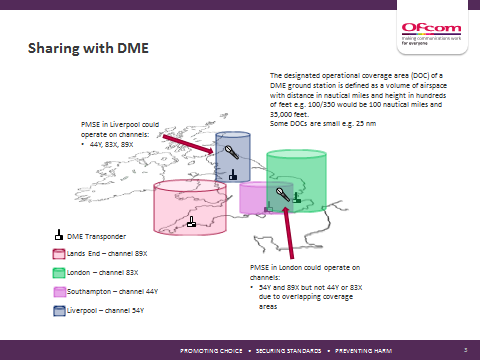 Ofcom
making communications work
for everyone
Sharing with DME
The designated operational coverage area (DOC) of a
DME ground station is defined as a volume of airspace
with distance in nautical miles and height in hundreds
of feet e.g. 100/350 would be 100 nautical miles and
35,000 feet.
Some DOCs are small e.g. 25 nm
PMSE in Liverpool could
operate on channels:
• 44Y, 83X, 89X
DME Transponder
Lands End – channel 89X
London – channel 83X
Southampton – channel 44Y
Liverpool – channel 54Y
PMSE in London could operate on
channels:
• 54Y and 89X but not 44Y or 83X
due to overlapping coverage
areas
PROMOTING CHOICE • SECURING STANDARDS • PREVENTING HARM
3